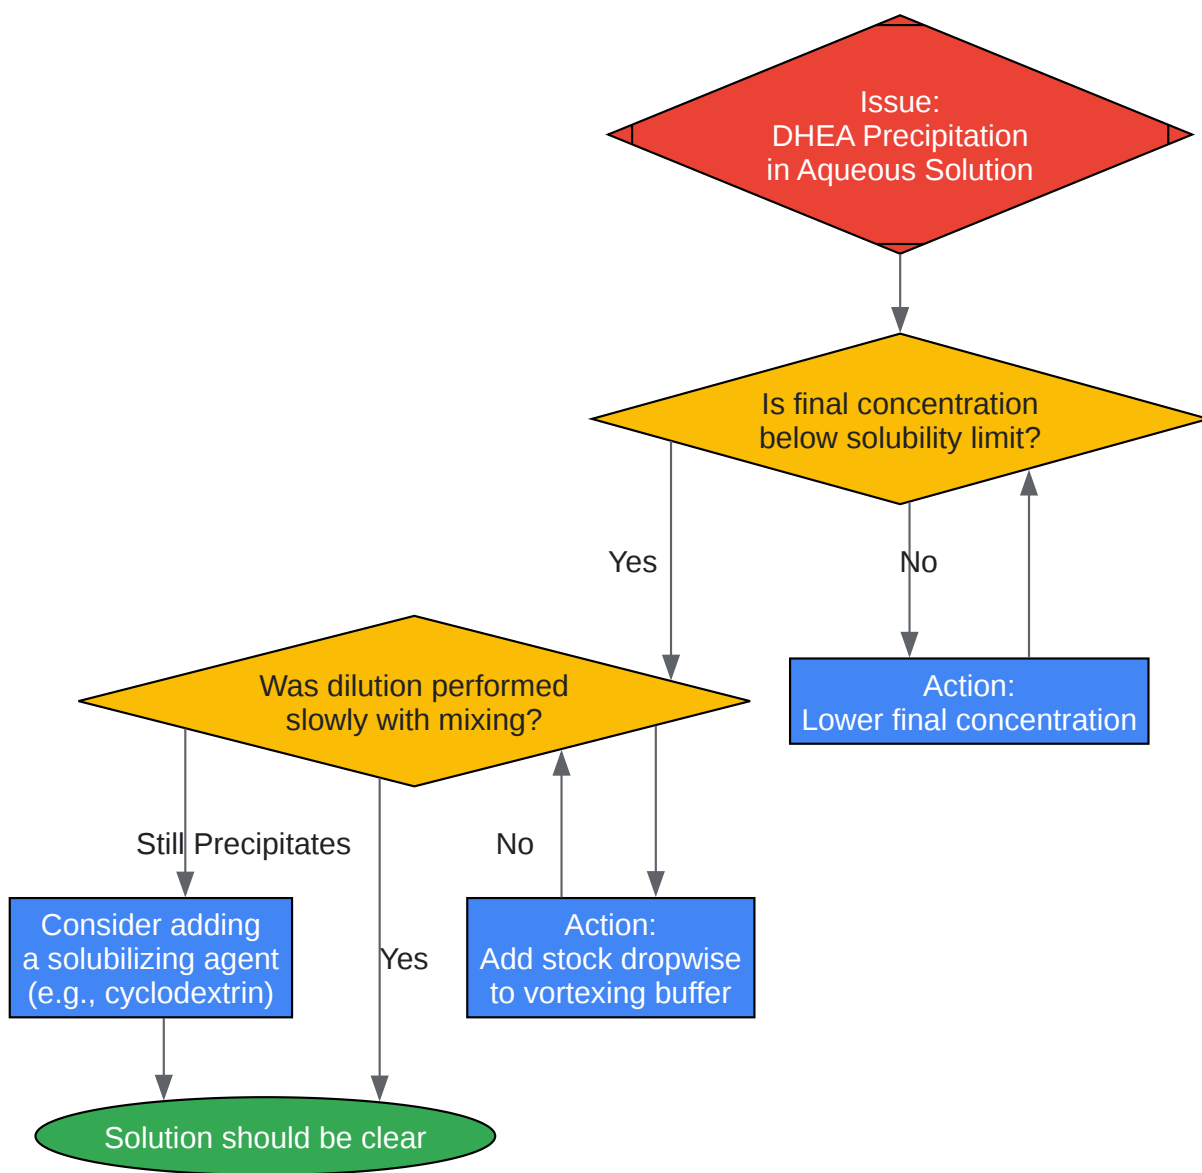 Issue:
DHEA Precipitation
in Aqueous Solution
Is final concentration
below solubility limit?
Yes
No
Was dilution performed
slowly with mixing?
Action:
Lower final concentration
Still Precipitates
No
Consider adding
a solubilizing agent
(e.g., cyclodextrin)
Yes
Action:
Add stock dropwise
to vortexing buffer
Solution should be clear